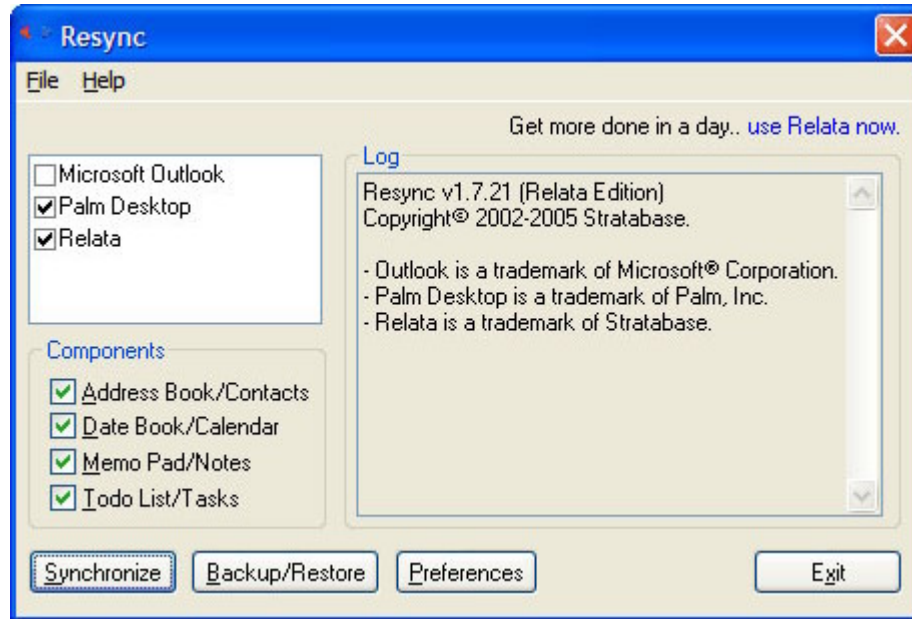 Resync
File Help
Get more done in a day.. use Relata now.
Microsoft Outlook
Palm Desktop
Relata
Components
Address Book/Contacts
Date Book/Calendar
Memo Pad/Notes
Todo List/Tasks
Log
Resync v1.7.21 (Relata Edition)
Copyright© 2002-2005 Stratabase.
- Outlook is a trademark of Microsoft® Corporation.
- Palm Desktop is a trademark of Palm, Inc.
- Relata is a trademark of Stratabase.
Synchronize Backup/Restore Preferences Exit